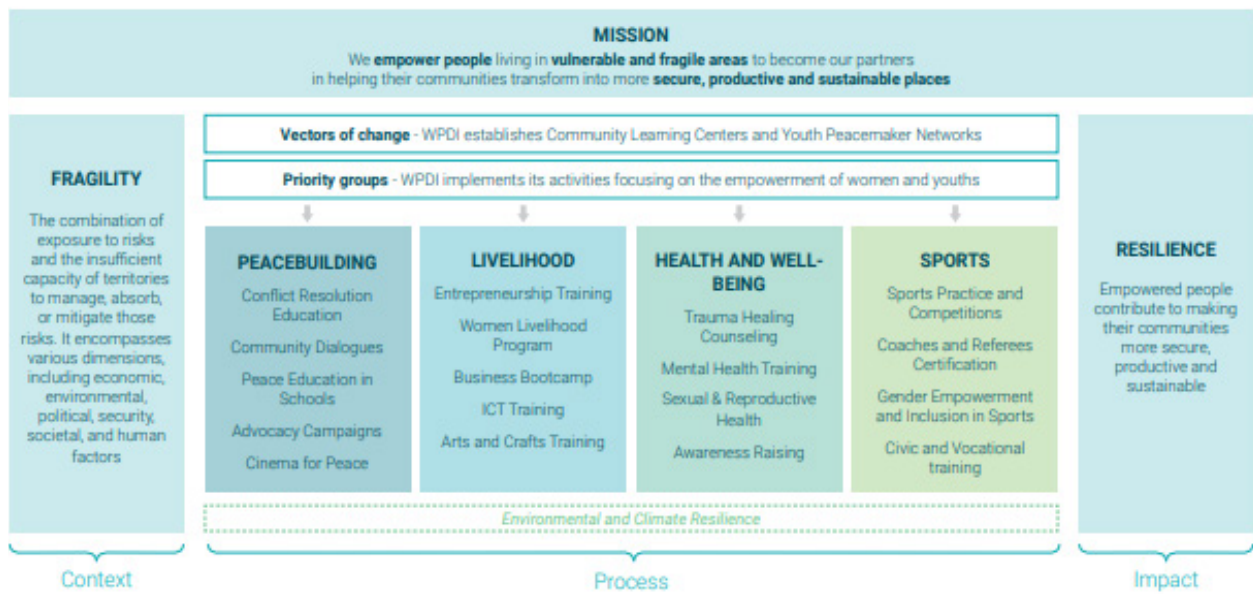 MISSION
We empower people living in vulnerable and fragile areas to become our partners
in helping their communities transform into more secure, productive and sustainable places
FRAGILITY
The combination of
exposure to risks
and the insufficient
capacity of territories
to manage, absorb,
or mitigate those
risks. It encompasses
various dimensions,
including economic,
environmental,
political, security,
societal, and human
factors
Vectors of change - WPDI establishes Community Learning Centers and Youth Peacemaker Networks
Priority groups - WPDI implements its activities focusing on the empowerment of women and youths
PEACEBUILDING
Conflict Resolution
Education
Community Dialogues
Peace Education in
Schools
Advocacy Campaigns
Cinema for Peace
LIVELIHOOD
Entrepreneurship Training
Women Livelihood
Program
Business Bootcamp
ICT Training
Arts and Crafts Training
HEALTH AND WELL-
BEING
Trauma Healing
Counseling
Mental Health Training
Sexual & Reproductive
Health
Awareness Raising
SPORTS
Sports Practice and
Competitions
Coaches and Referees
Certification
Gender Empowerment
and Inclusion in Sports
Civic and Vocational
training
Environmental and Climate Resilience
RESILIENCE
Empowered people
contribute to making
their communities
more secure,
productive and
sustainable
Context
Process
Impact